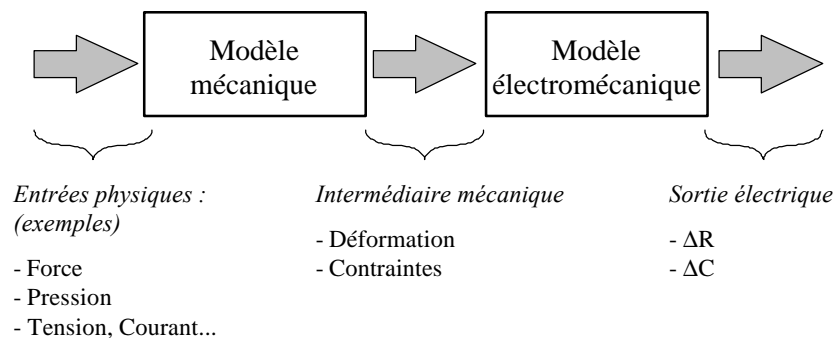 Modèle
mécanique
Modèle
électromécanique
Entrées physiques :
(exemples)
- Force
- Pression
- Tension, Courant...
Intermédiaire mécanique
- Déformation
- Contraintes
Sortie électrique
- ΔR
- ΔC